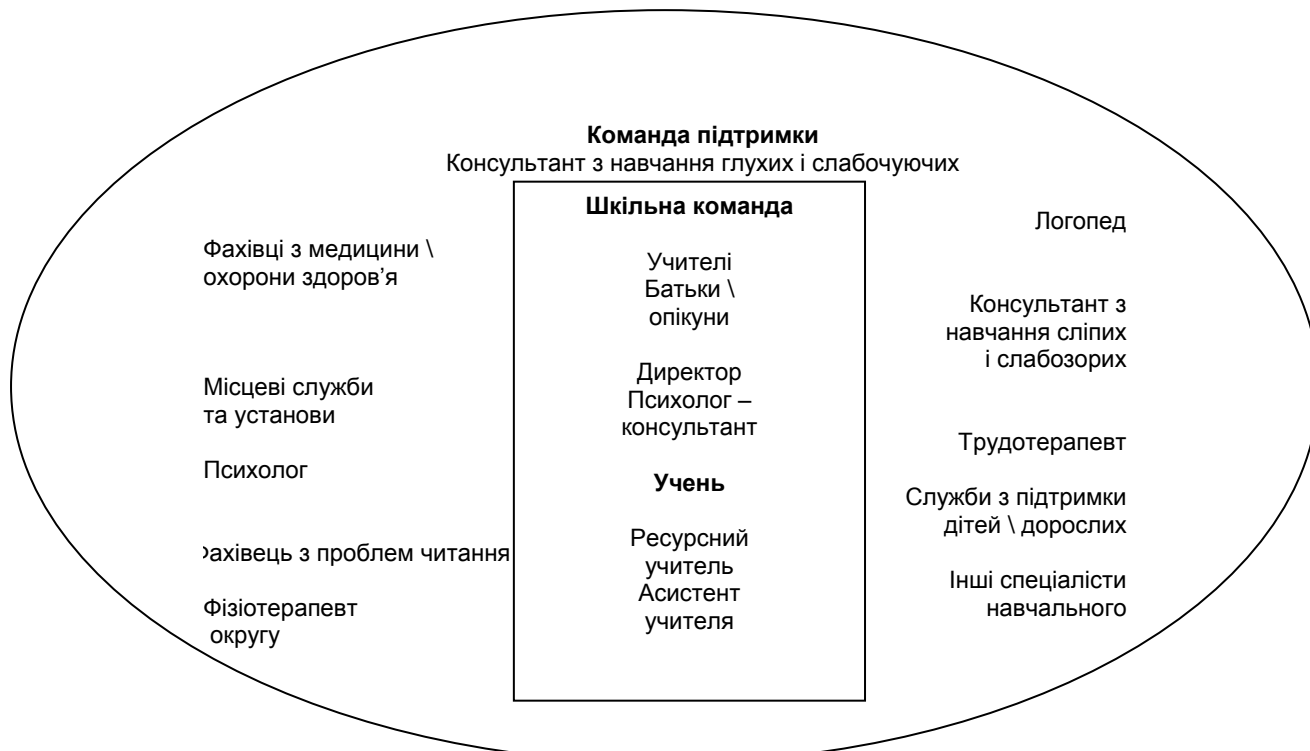 Команда підтримки
Консультант з навчання глухих і слабочуючих
Шкільна команда
Учителі
Батьки \
опікуни
Директор
Психолог –
консультант
Учень
Ресурсний
учитель
Асистент
учителя
Фахівці з медицини \
охорони здоров’я
Місцеві служби
та установи
Психолог
Фахівець з проблем читання
Фізіотерапевт
округу
Логопед
Консультант з
навчання сліпих
і слабозорих
Трудотерапевт
Служби з підтримки
дітей \ дорослих
Інші спеціалісти
навчального